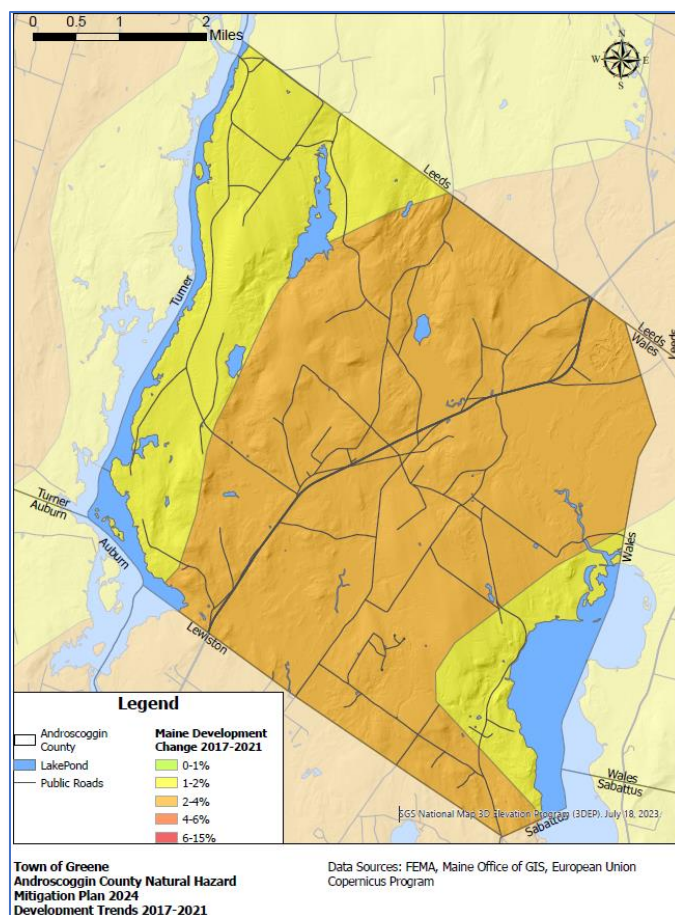 0 0.5 1 2
Miles
N
W E
S
Leeds
Turner
Leeds
Wales
Leeds
Turner
Auburn
Auburn
Wales
Lewiston
Wales
Sabattus
SGS National Map 3D Elevation Program (3DEP). July 18, 2023.
Sabattus
Legend
Androscoggin
County
LakePond
Public Roads
Maine Development
Change 2017-2021
0-1%
1-2%
2-4%
4-6%
6-15%
Town of Greene
Androscoggin County Natural Hazard
Mitigation Plan 2024
Development Trends 2017-2021
Data Sources: FEMA, Maine Office of GIS, European Union
Copernicus Program